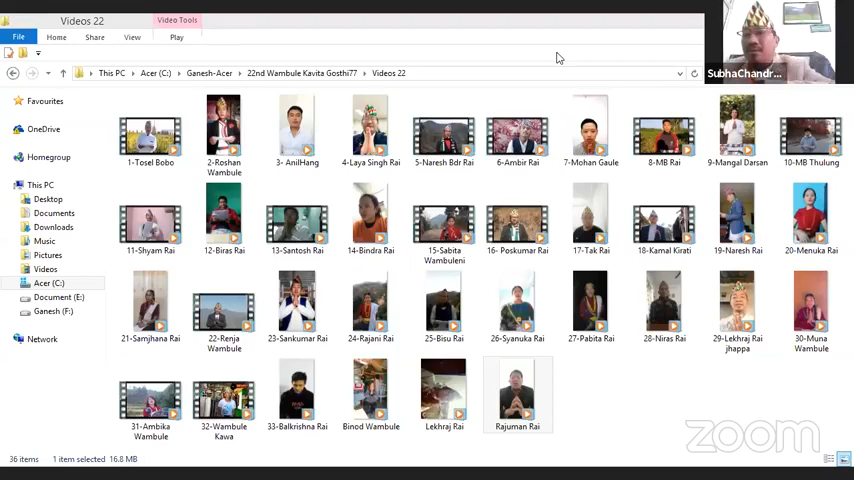 Videos 22
Video Tools
File
Home
Share
View
Play
This PC
Acer (C:)
Ganesh-Acer
22nd Wambule Kavita Gosthi77
Videos 22
SubhaChandr...
Favourites
OneDrive
Homegroup
This PC
Desktop
Documents
Downloads
Music
Pictures
Videos
Acer (C:)
Document (E:)
Ganesh (F:)
Network
1-Tosel Bobo
2-Roshan
Wambule
3- AnilHang
4-Laya Singh Rai
5-Naresh Bdr Rai
6-Ambir Rai
7-Mohan Gaule
8-MB Rai
9-Mangal Darsan
10-MB Thulung
11-Shyam Rai
12-Biras Rai
13-Santosh Rai
14-Bindra Rai
15-Sabita
Wambuleni
16- Poskumar Rai
17-Tak Rai
18-Kamal Kirati
19-Naresh Rai
20-Menuka Rai
21-Samjhana Rai
22-Renja
Wambule
23-Sankumar Rai
24-Rajani Rai
25-Bisu Rai
26-Syanuka Rai
27-Pabita Rai
28-Niras Rai
29-Lekhraj Rai
jhappa
30-Muna
Wambule
31-Ambika
Wambule
32-Wambule
Kawa
33-Balkrishna Rai
Binod Wambule
Lekhraj Rai
Rajuman Rai
zoom
36 items
1 item selected 16.8 MB